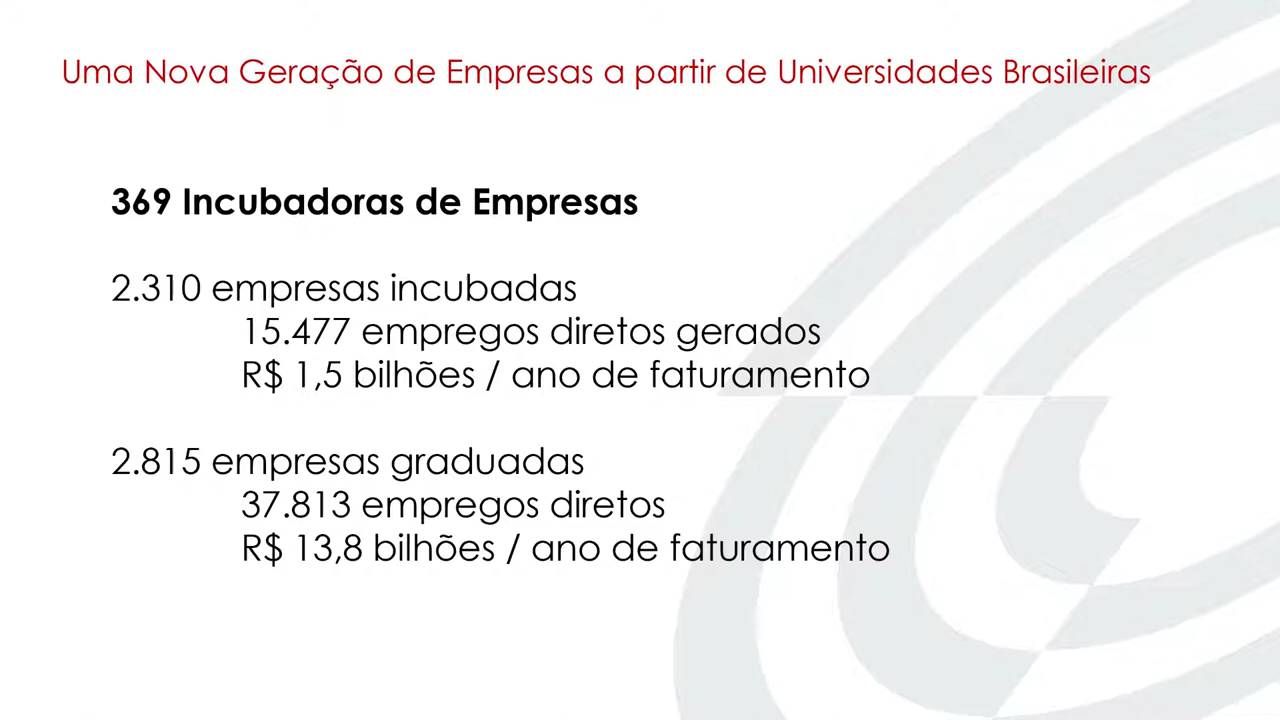 Uma Nova Geração de Empresas a partir de Universidades Brasileiras
369 Incubadoras de Empresas
2.310 empresas incubadas
15.477 empregos diretos gerados
R$ 1,5 bilhões / ano de faturamento
2.815 empresas graduadas
37.813 empregos diretos
R$ 13,8 bilhões / ano de faturamento